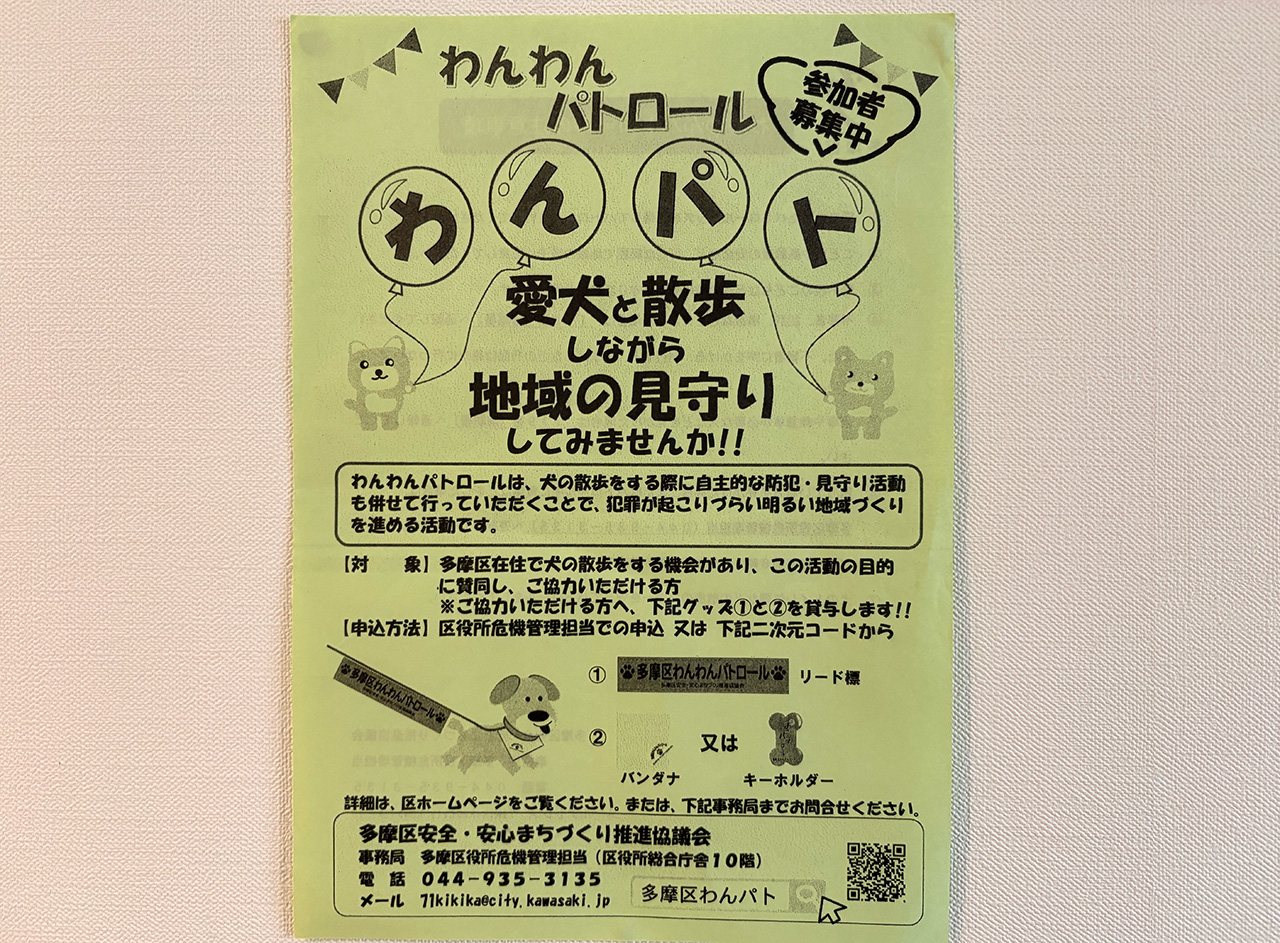 わんわん
パトロール
参加者
募集中
わんパト
愛犬と散歩
しながら
地域の見守り
してみませんか!!
わんわんパトロールは、犬の散歩をする際に自主的な防犯・見守り活動
も併せて行っていただくことで、犯罪が起こりづらい明るい地域づくり
を進める活動です。
【対　象】多摩区在住で犬の散歩をする機会があり、この活動の目的
に賛同し、ご協力いただける方
※ご協力いただける方へ、下記グッズ①と②を貸与します!!
【申込方法】区役所危機管理担当での申込 又は 下記二次元コードから
多摩区わんわんパトロール
① 多摩区わんわんパトロール リード標
② 又は
バンダナ キーホルダー
詳細は、区ホームページをご覧ください。または、下記事務局までお問合せください。
多摩区安全・安心まちづくり推進協議会
事務局 多摩区役所危機管理担当（区役所総合庁舎１０階）
電　話 ０４４－９３５－３１３５
メール 71kikika@city.kawasaki.jp
多摩区わんパト